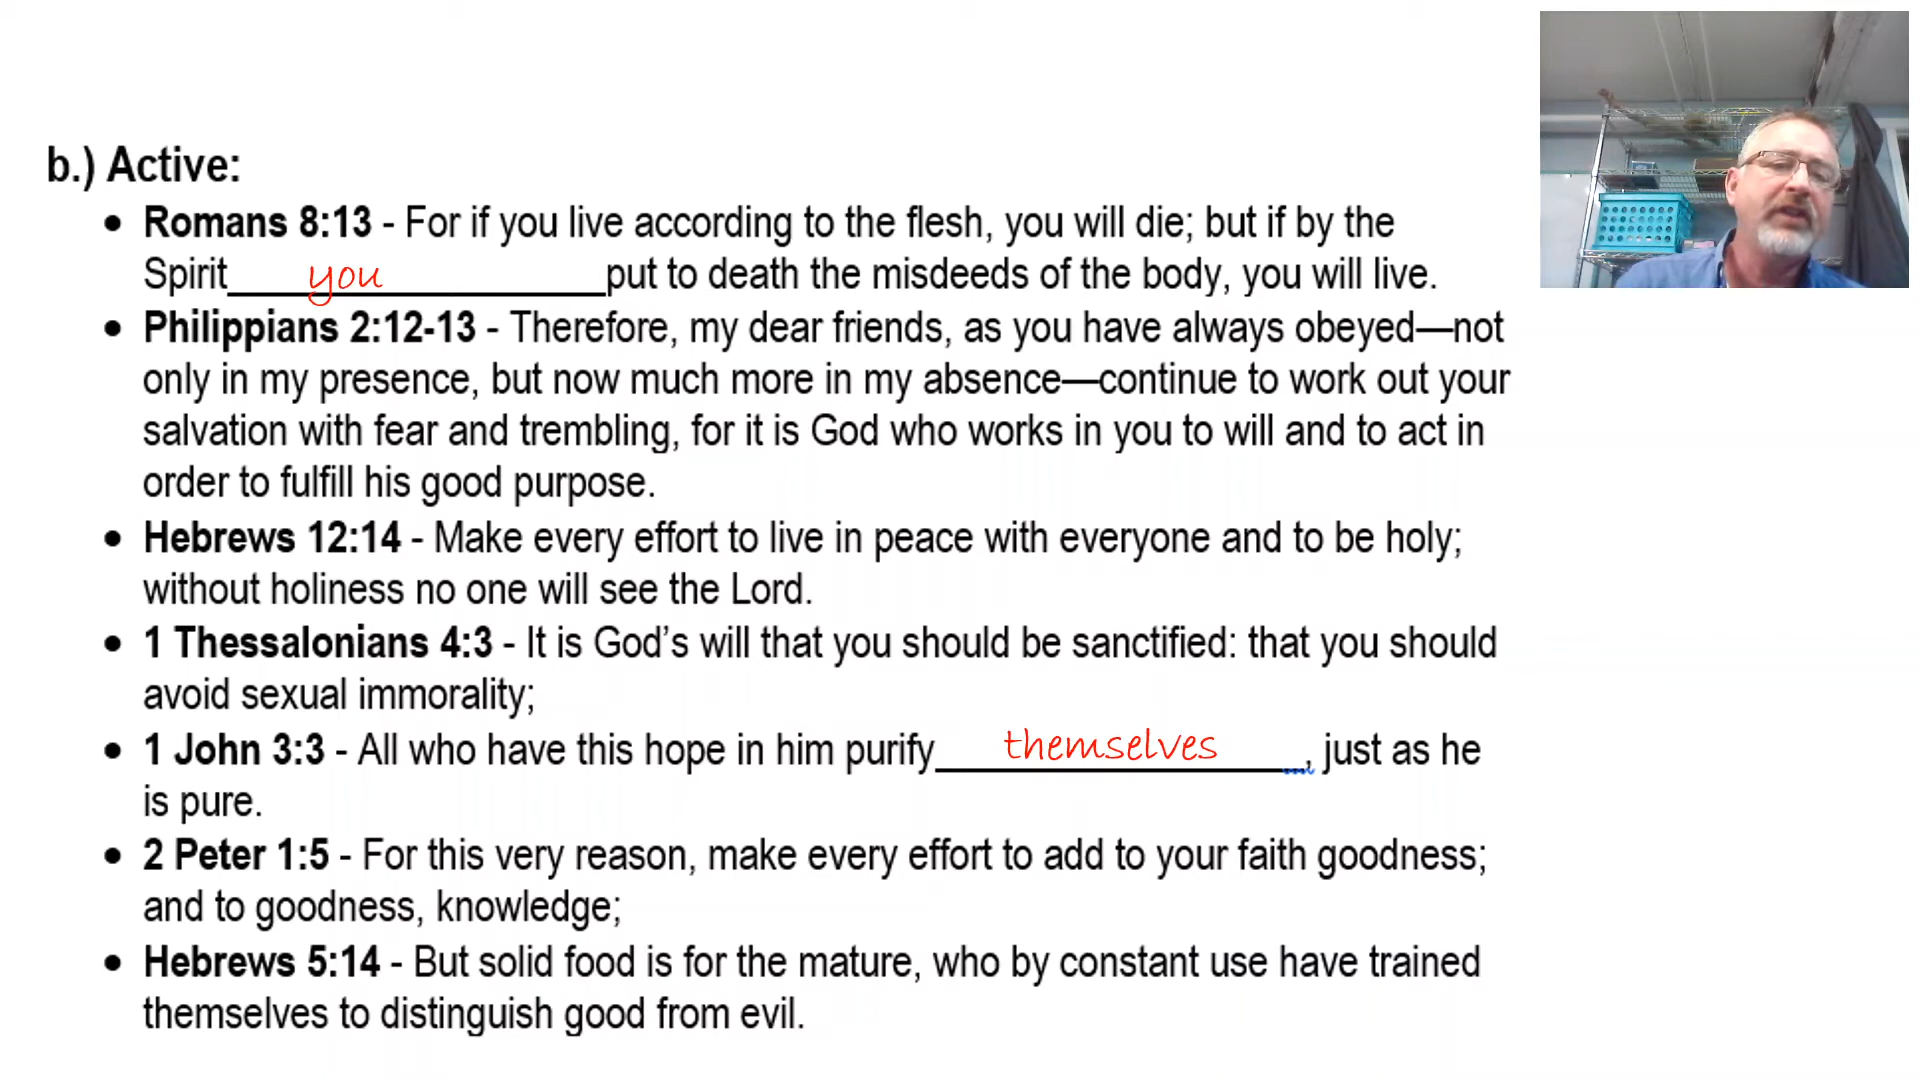 b.) Active:
• Romans 8:13 - For if you live according to the flesh, you will die; but if by the
Spirit you put to death the misdeeds of the body, you will live.
• Philippians 2:12-13 - Therefore, my dear friends, as you have always obeyed—not
only in my presence, but now much more in my absence—continue to work out your
salvation with fear and trembling, for it is God who works in you to will and to act in
order to fulfill his good purpose.
• Hebrews 12:14 - Make every effort to live in peace with everyone and to be holy;
without holiness no one will see the Lord.
• 1 Thessalonians 4:3 - It is God’s will that you should be sanctified: that you should
avoid sexual immorality;
• 1 John 3:3 - All who have this hope in him purify themselves, just as he
is pure.
• 2 Peter 1:5 - For this very reason, make every effort to add to your faith goodness;
and to goodness, knowledge;
• Hebrews 5:14 - But solid food is for the mature, who by constant use have trained
themselves to distinguish good from evil.